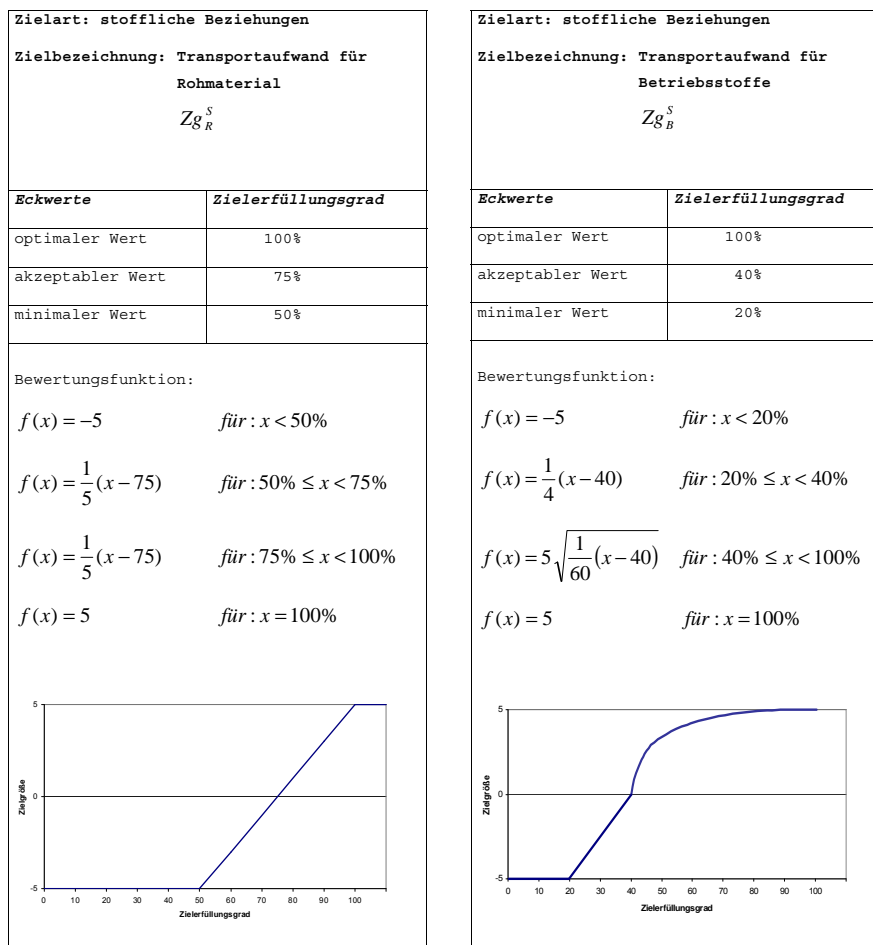 Zielart: stoffliche Beziehungen
Zielbezeichnung: Transportaufwand für
Rohmaterial
Zg_R^S
Eckwerte Zielerfüllungsgrad
optimaler Wert 100%
akzeptabler Wert 75%
minimaler Wert 50%
Bewertungsfunktion:
f(x) = −5 für : x < 50%
f(x) = 1/5 (x − 75) für : 50% ≤ x < 75%
f(x) = 1/5 (x − 75) für : 75% ≤ x < 100%
f(x) = 5 für : x = 100%
5
0
-5
Zielgröße
0 10 20 30 40 50 60 70 80 90 100
Zielerfüllungsgrad
Zielart: stoffliche Beziehungen
Zielbezeichnung: Transportaufwand für
Betriebsstoffe
Zg_B^S
Eckwerte Zielerfüllungsgrad
optimaler Wert 100%
akzeptabler Wert 40%
minimaler Wert 20%
Bewertungsfunktion:
f(x) = −5 für : x < 20%
f(x) = 1/4 (x − 40) für : 20% ≤ x < 40%
f(x) = 5 √(1/60 (x − 40)) für : 40% ≤ x < 100%
f(x) = 5 für : x = 100%
5
0
-5
Zielgröße
0 10 20 30 40 50 60 70 80 90 100
Zielerfüllungsgrad